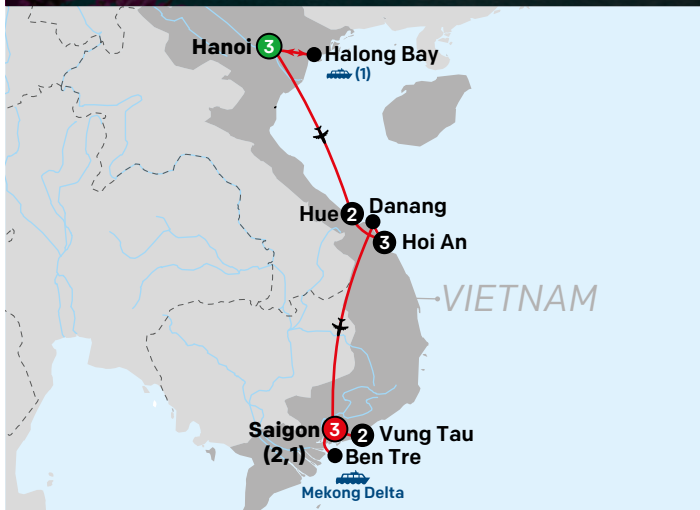 Hanoi 3
Halong Bay
(1)
Hue 2
Danang
3 Hoi An
VIETNAM
Saigon 3
(2,1)
2 Vung Tau
Ben Tre
Mekong Delta